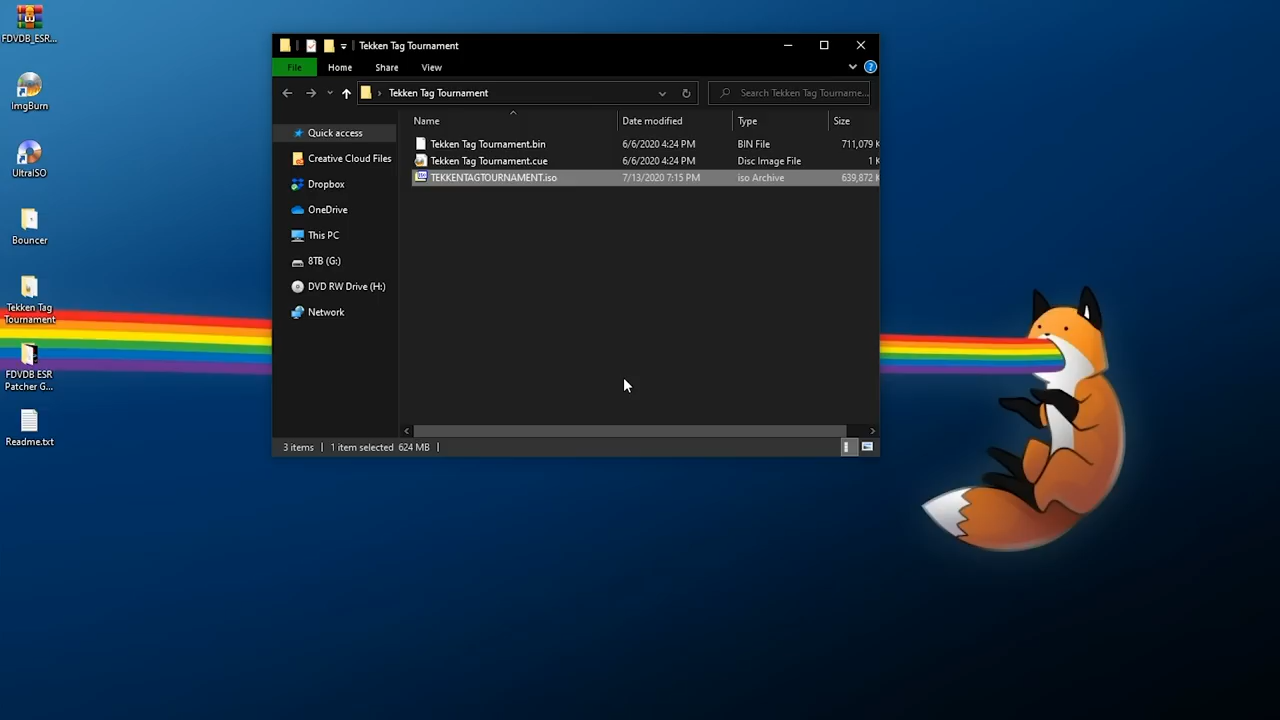 FDVDB_ESR...
ImgBurn
UltraISO
Bouncer
Tekken Tag
Tournament
FDVDB ESR
Patcher G...
Readme.txt
Tekken Tag Tournament
File Home Share View
Tekken Tag Tournament
Search Tekken Tag Tourname...
Name Date modified Type Size
Tekken Tag Tournament.bin 6/6/2020 4:24 PM BIN File 711,079 K
Tekken Tag Tournament.cue 6/6/2020 4:24 PM Disc Image File 1 K
TEKKENTAGTOURNAMENT.iso 7/13/2020 7:15 PM iso Archive 639,872 K
Quick access
Creative Cloud Files
Dropbox
OneDrive
This PC
8TB (G:)
DVD RW Drive (H:)
Network
3 items 1 item selected 624 MB